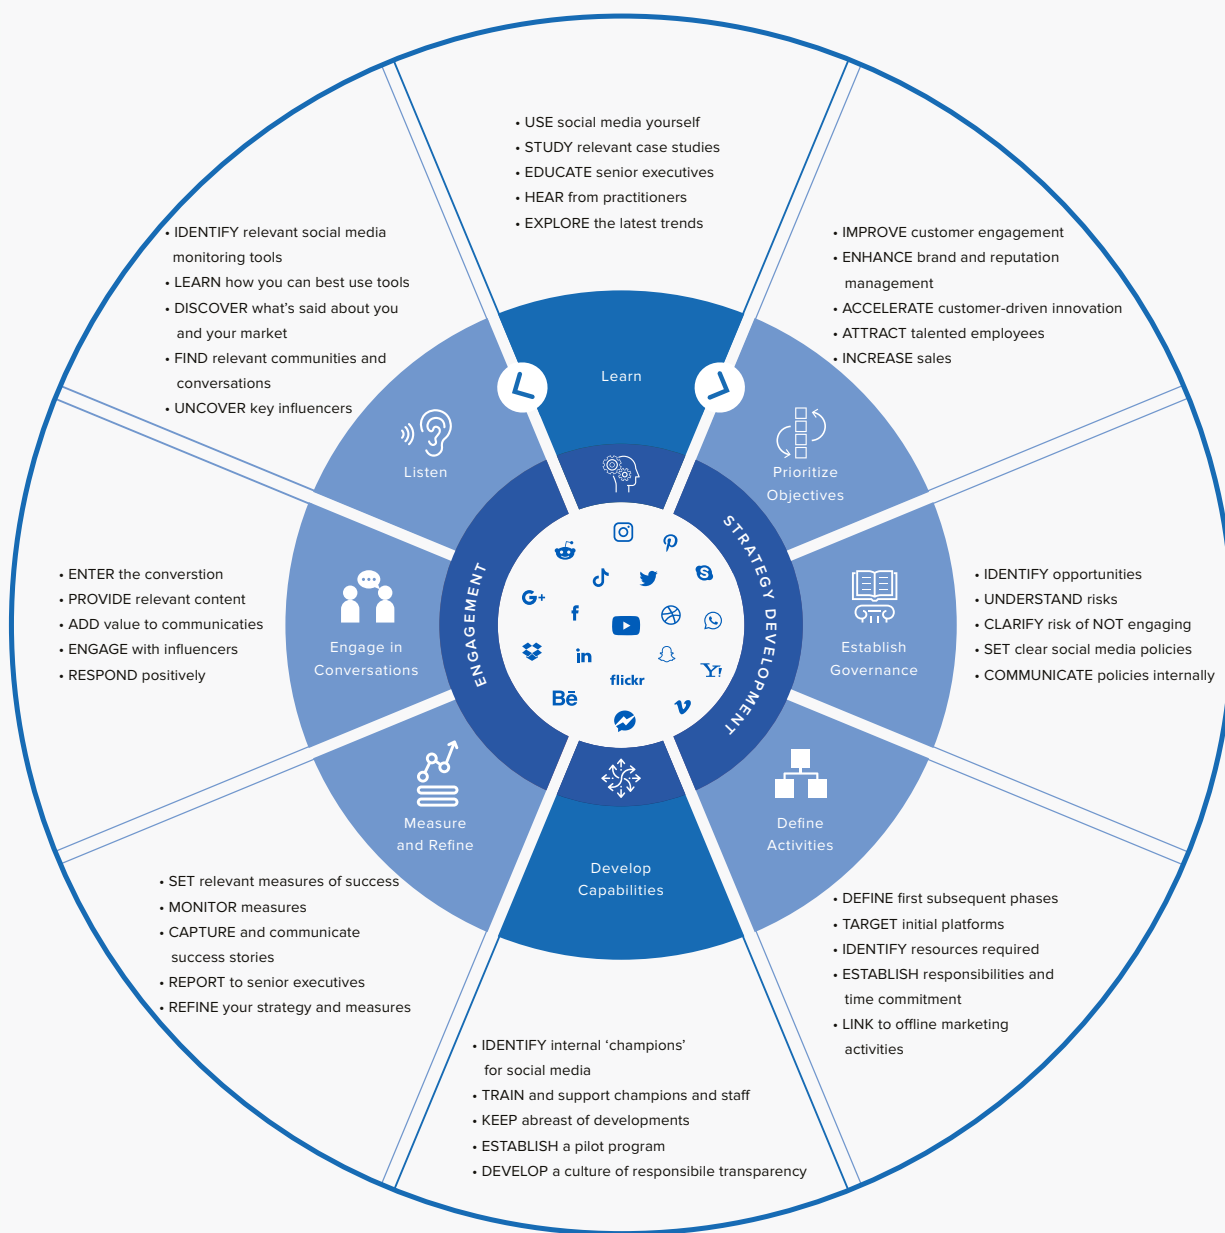 • USE social media yourself
• STUDY relevant case studies
• EDUCATE senior executives
• HEAR from practitioners
• EXPLORE the latest trends
Learn
• IMPROVE customer engagement
• ENHANCE brand and reputation
management
• ACCELERATE customer-driven innovation
• ATTRACT talented employees
• INCREASE sales
Prioritize
Objectives
• IDENTIFY opportunities
• UNDERSTAND risks
• CLARIFY risk of NOT engaging
• SET clear social media policies
• COMMUNICATE policies internally
Establish
Governance
• DEFINE first subsequent phases
• TARGET initial platforms
• IDENTIFY resources required
• ESTABLISH responsibilities and
time commitment
• LINK to offline marketing
activities
Define
Activities
STRATEGY DEVELOPMENT
Develop
Capabilities
• IDENTIFY internal ‘champions’
for social media
• TRAIN and support champions and staff
• KEEP abreast of developments
• ESTABLISH a pilot program
• DEVELOP a culture of responsibile transparency
Measure
and Refine
• SET relevant measures of success
• MONITOR measures
• CAPTURE and communicate
success stories
• REPORT to senior executives
• REFINE your strategy and measures
Engage in
Conversations
• ENTER the converstion
• PROVIDE relevant content
• ADD value to communicaties
• ENGAGE with influencers
• RESPOND positively
Listen
• IDENTIFY relevant social media
monitoring tools
• LEARN how you can best use tools
• DISCOVER what’s said about you
and your market
• FIND relevant communities and
conversations
• UNCOVER key influencers
ENGAGEMENT
G+
f
in
flickr
Y!
Bē